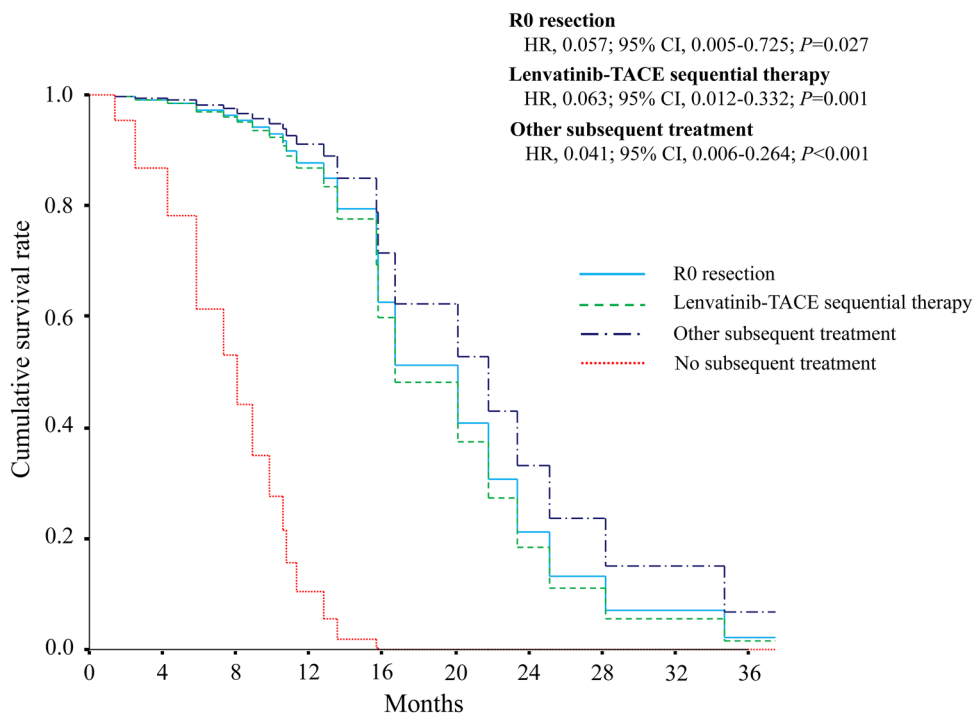 R0 resection
HR, 0.057; 95% CI, 0.005-0.725; P=0.027
Lenvatinib-TACE sequential therapy
HR, 0.063; 95% CI, 0.012-0.332; P=0.001
Other subsequent treatment
HR, 0.041; 95% CI, 0.006-0.264; P<0.001
1.0
0.8
0.6
0.4
0.2
0.0
Cumulative survival rate
R0 resection
Lenvatinib-TACE sequential therapy
Other subsequent treatment
No subsequent treatment
0 4 8 12 16 20 24 28 32 36
Months